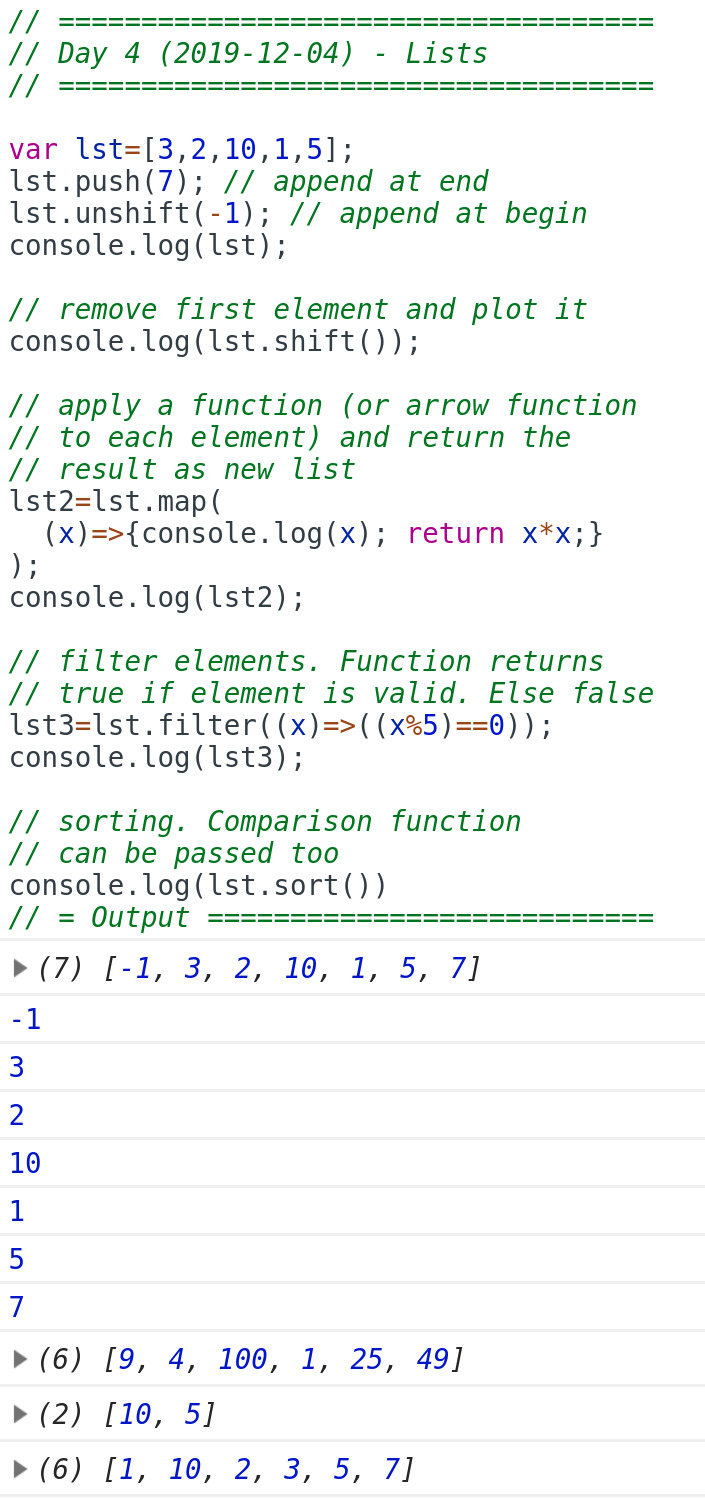 // ====================================
// Day 4 (2019-12-04) - Lists
// ====================================
var lst=[3,2,10,1,5];
lst.push(7); // append at end
lst.unshift(-1); // append at begin
console.log(lst);
// remove first element and plot it
console.log(lst.shift());
// apply a function (or arrow function
// to each element) and return the
// result as new list
lst2=lst.map(
  (x)=>{console.log(x); return x*x;}
);
console.log(lst2);
// filter elements. Function returns
// true if element is valid. Else false
lst3=lst.filter((x)=>((x%5)==0));
console.log(lst3);
// sorting. Comparison function
// can be passed too
console.log(lst.sort())
// = Output ===========================
(7) [-1, 3, 2, 10, 1, 5, 7]
-1
3
2
10
1
5
7
(6) [9, 4, 100, 1, 25, 49]
(2) [10, 5]
(6) [1, 10, 2, 3, 5, 7]